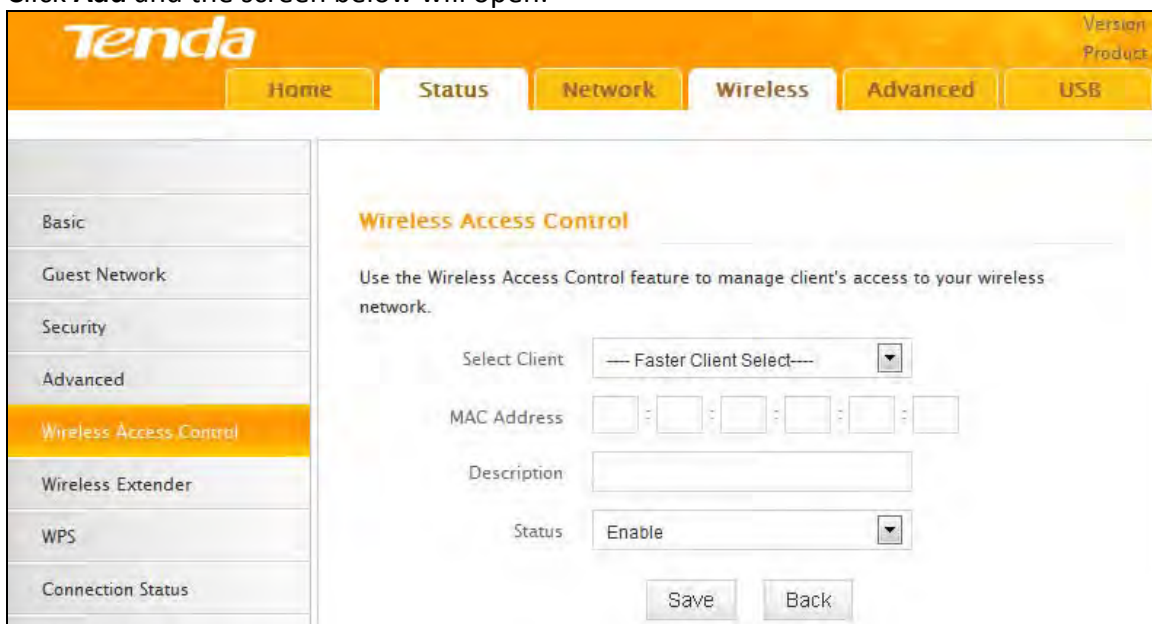 Click Add and the screen below will open:
Tenda
Version
Product
Home Status Network Wireless Advanced USB
Basic
Guest Network
Security
Advanced
Wireless Access Control
Wireless Extender
WPS
Connection Status
Wireless Access Control
Use the Wireless Access Control feature to manage client's access to your wireless
network.
Select Client ---- Faster Client Select----
MAC Address : : : : :
Description
Status Enable
Save Back